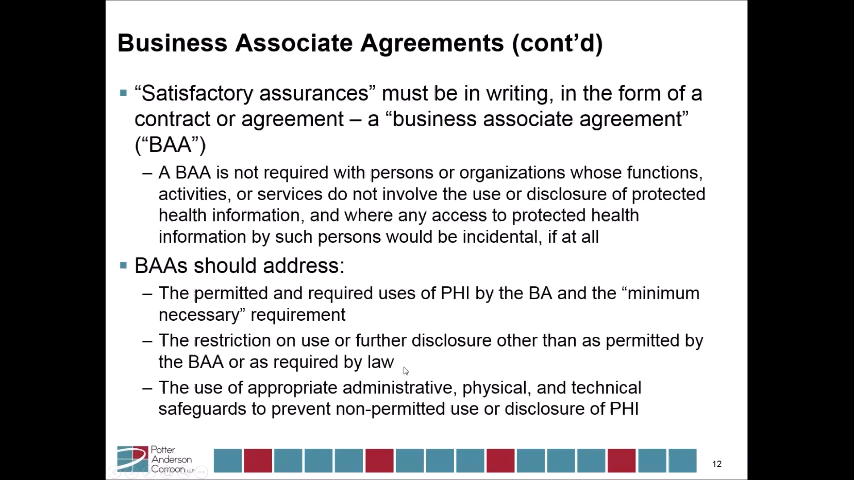 Business Associate Agreements (cont’d)
▪ “Satisfactory assurances” must be in writing, in the form of a
contract or agreement – a “business associate agreement”
(“BAA”)
– A BAA is not required with persons or organizations whose functions,
activities, or services do not involve the use or disclosure of protected
health information, and where any access to protected health
information by such persons would be incidental, if at all
▪ BAAs should address:
– The permitted and required uses of PHI by the BA and the “minimum
necessary” requirement
– The restriction on use or further disclosure other than as permitted by
the BAA or as required by law
– The use of appropriate administrative, physical, and technical
safeguards to prevent non-permitted use or disclosure of PHI
Potter
Anderson
Corroon LLP
12